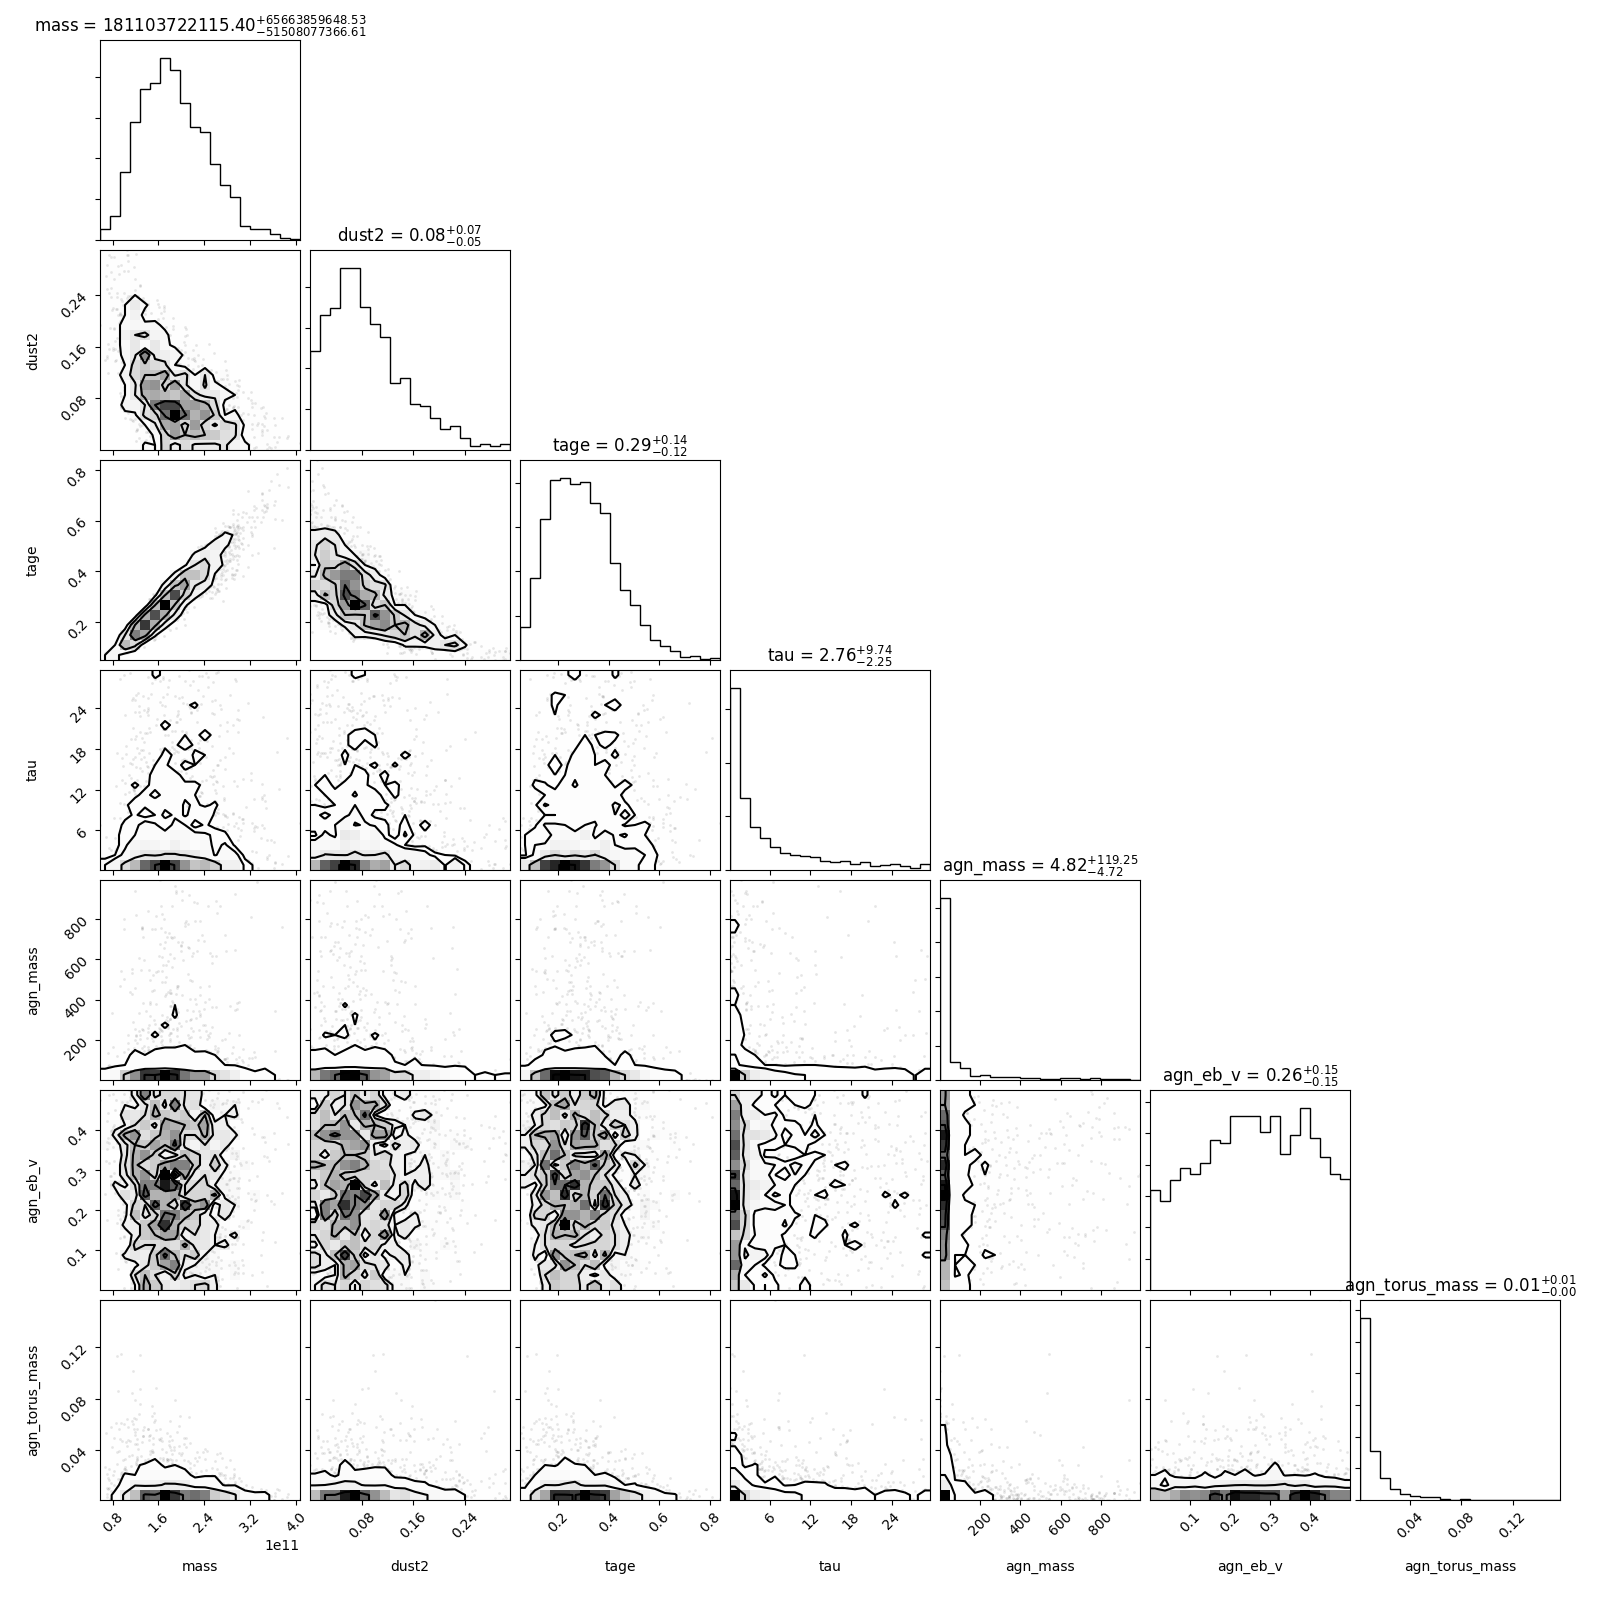 mass = 181103722115.40+65663859648.53−51508077366.61
dust2 = 0.08+0.07−0.05
dust2
0.24
0.16
0.08
tage = 0.29+0.14−0.12
tage
0.8
0.6
0.4
0.2
tau = 2.76+9.74−2.25
tau
24
18
12
6
agn_mass = 4.82+119.25−4.72
agn_mass
800
600
400
200
agn_eb_v = 0.26+0.15−0.15
agn_eb_v
0.4
0.3
0.2
0.1
agn_torus_mass = 0.01+0.01−0.00
agn_torus_mass
0.12
0.08
0.04
0.8 1.6 2.4 3.2 4.0 0.08 0.16 0.24 0.2 0.4 0.6 0.8 6 12 18 24 200 400 600 800 0.1 0.2 0.3 0.4 0.04 0.08 0.12
1e11
mass dust2 tage tau agn_mass agn_eb_v agn_torus_mass